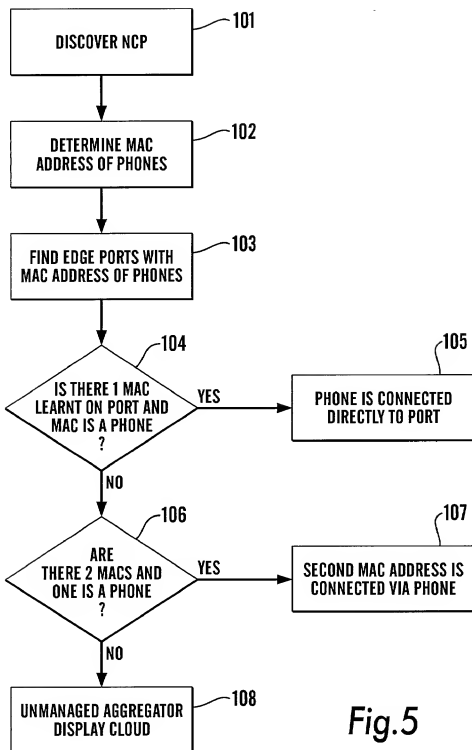 101
DISCOVER NCP
102
DETERMINE MAC
ADDRESS OF PHONES
103
FIND EDGE PORTS WITH
MAC ADDRESS OF PHONES
104
IS THERE 1 MAC
LEARNT ON PORT AND
MAC IS A PHONE
?
YES
105
PHONE IS CONNECTED
DIRECTLY TO PORT
NO
106
ARE
THERE 2 MACS AND
ONE IS A PHONE
?
YES
107
SECOND MAC ADDRESS IS
CONNECTED VIA PHONE
NO
108
UNMANAGED AGGREGATOR
DISPLAY CLOUD
Fig.5